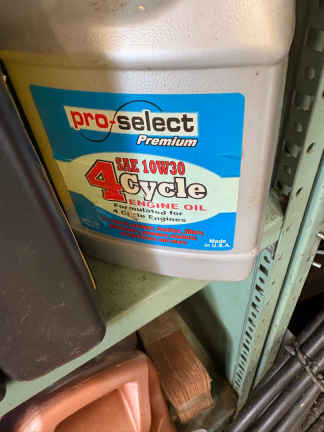 pro-select
Premium
SAE 10W30
4 Cycle
ENGINE OIL
Formulated for
4 Cycle Engines
Made
in U.S.A.